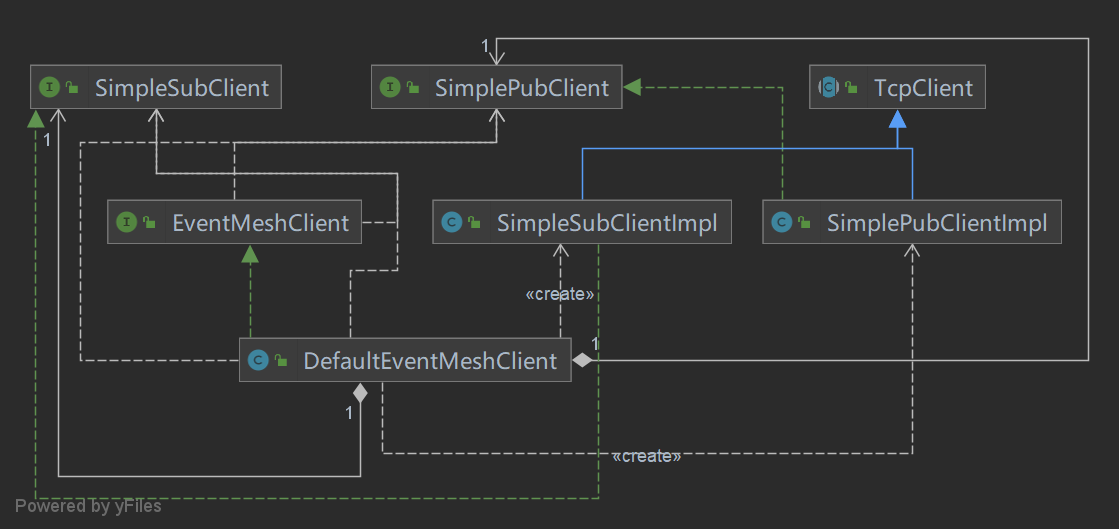 1
SimpleSubClient
SimplePubClient
TcpClient
1
EventMeshClient
SimpleSubClientImpl
SimplePubClientImpl
«create»
1
DefaultEventMeshClient
1
«create»
Powered by yFiles